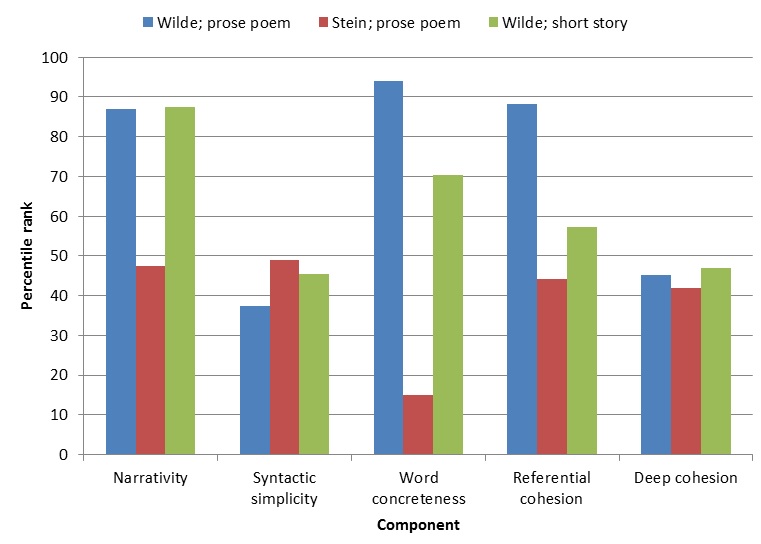 Wilde; prose poem Stein; prose poem Wilde; short story
100
90
80
70
60
50
40
30
20
10
0
Percentile rank
Narrativity
Syntactic
simplicity
Word
concreteness
Referential
cohesion
Deep cohesion
Component